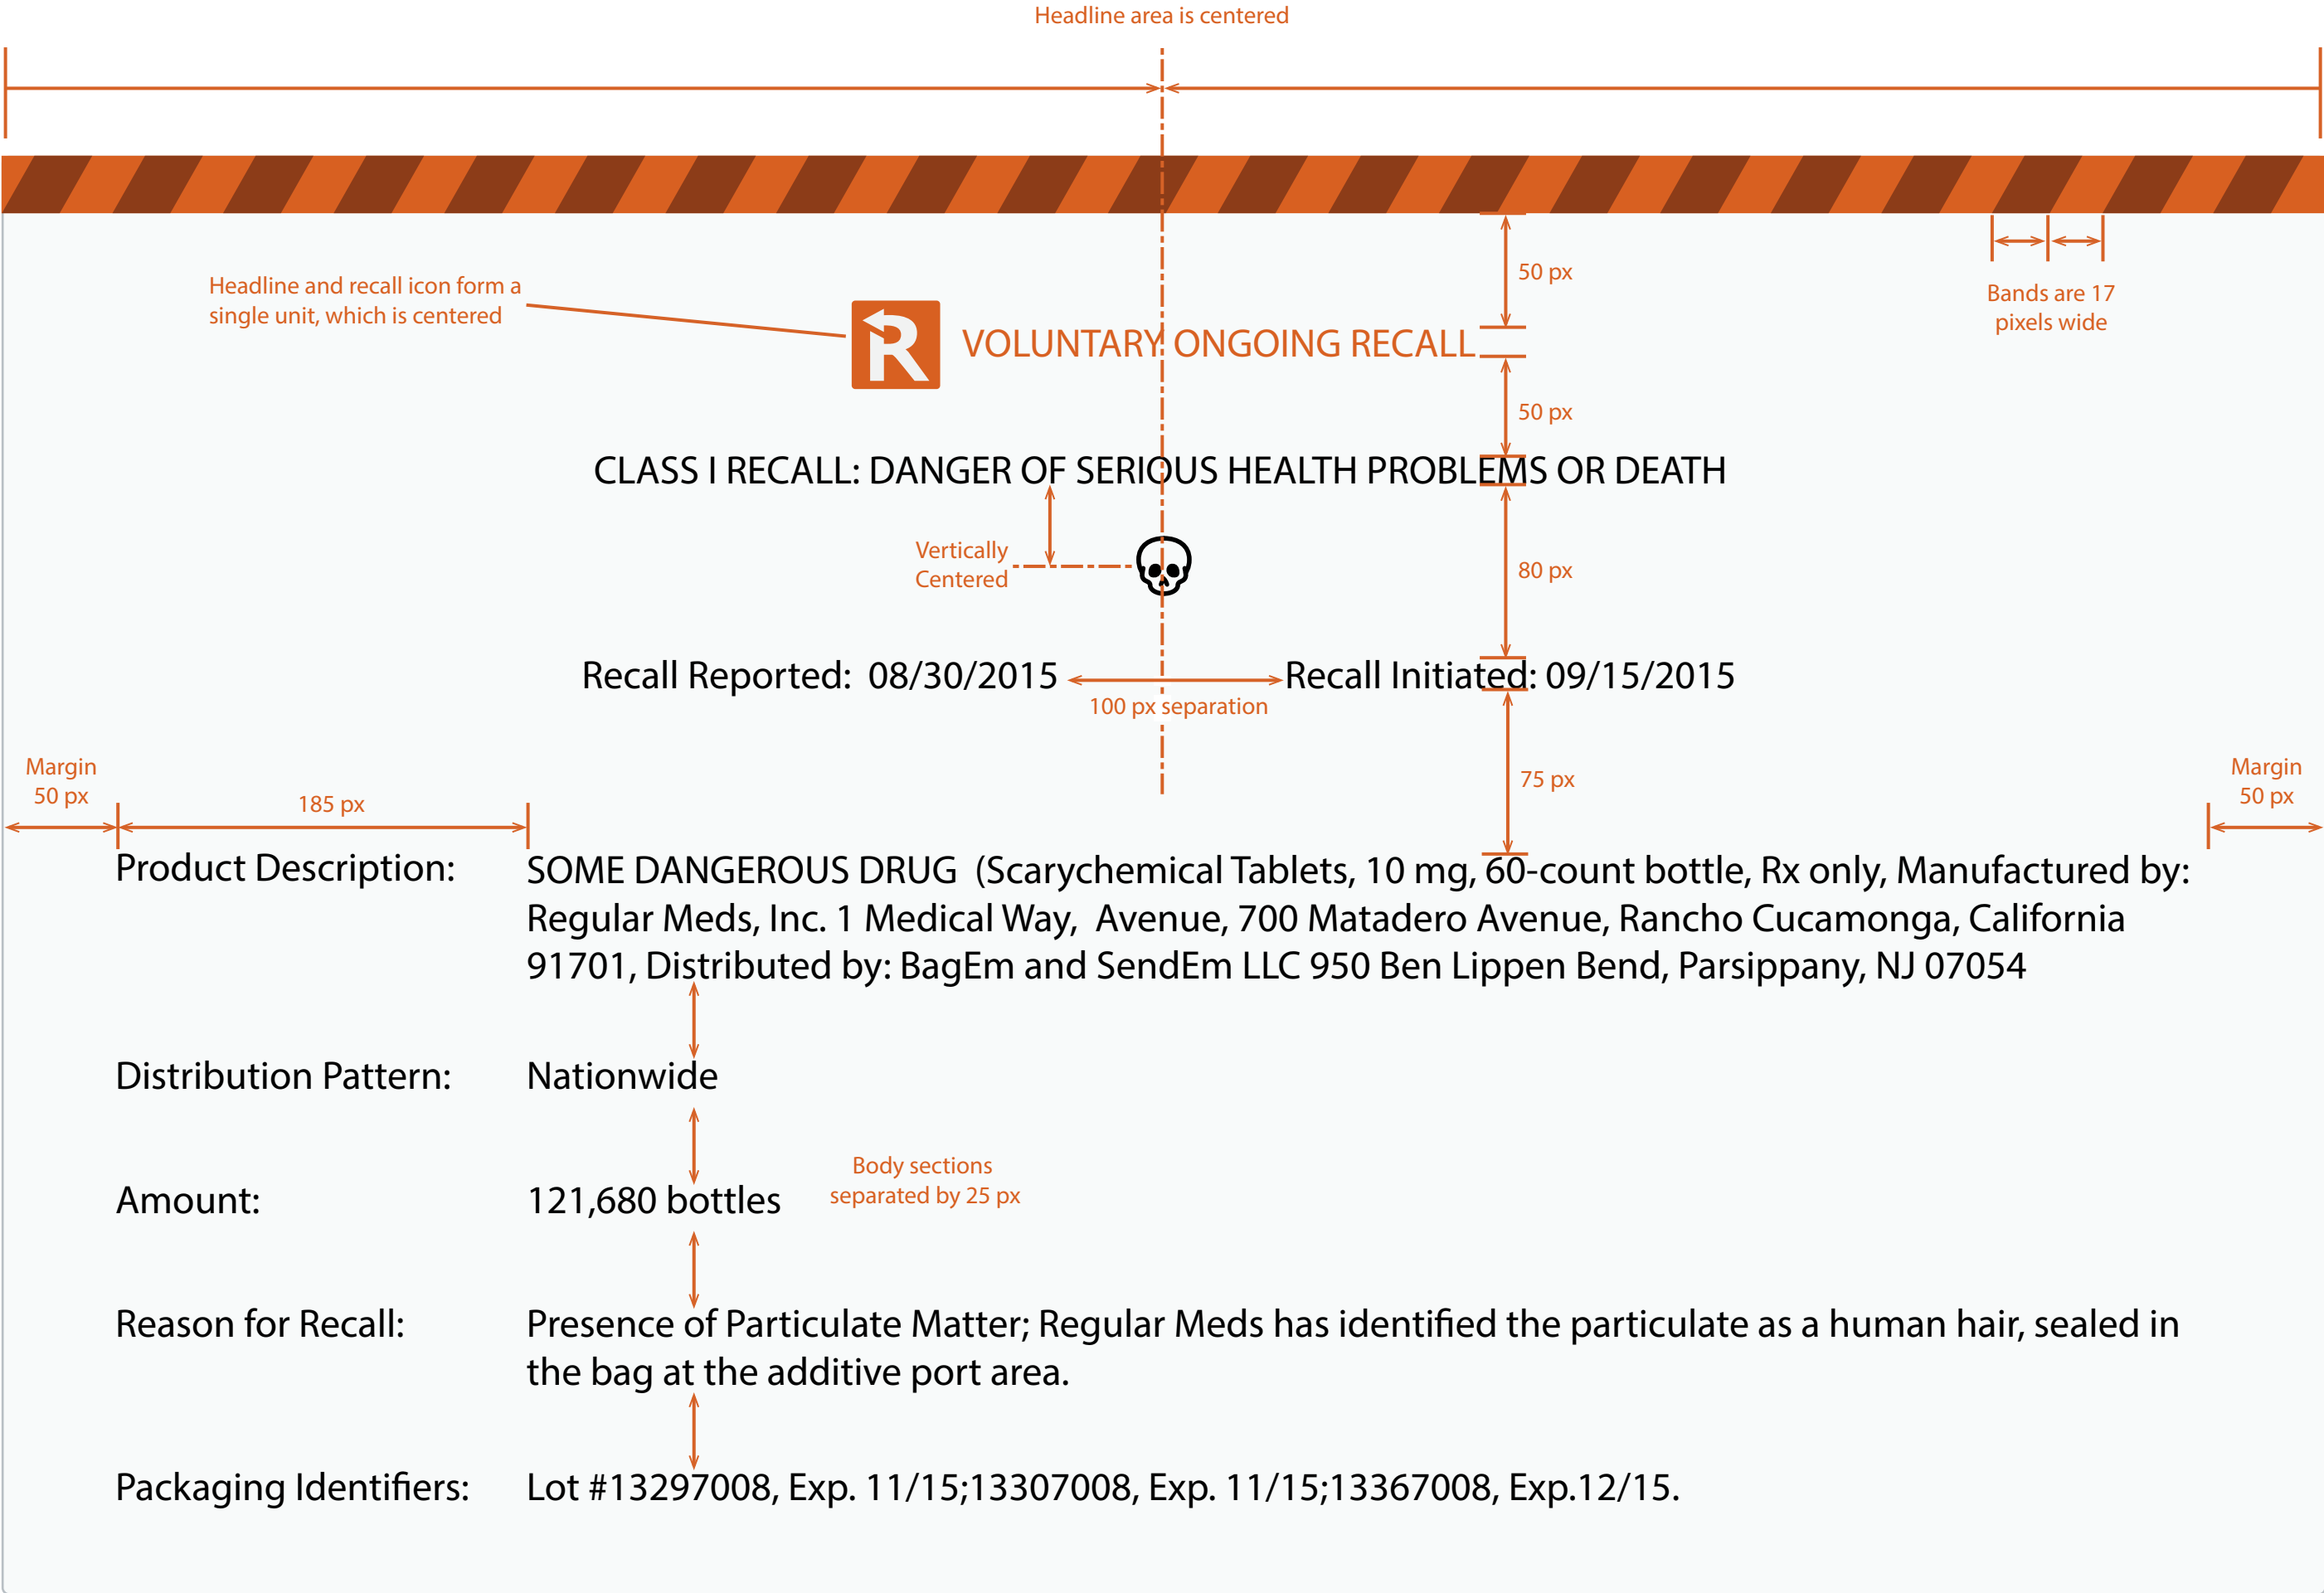 Headline area is centered
50 px
Headline and recall icon form a
single unit, which is centered
Bands are 17
pixels wide
R VOLUNTARY ONGOING RECALL
50 px
CLASS I RECALL: DANGER OF SERIOUS HEALTH PROBLEMS OR DEATH
Vertically
Centered
80 px
Recall Reported:  08/30/2015 Recall Initiated: 09/15/2015
100 px separation
Margin
50 px
185 px
75 px
Margin
50 px
Product Description: SOME DANGEROUS DRUG  (Scarychemical Tablets, 10 mg, 60-count bottle, Rx only, Manufactured by:
Regular Meds, Inc. 1 Medical Way,  Avenue, 700 Matadero Avenue, Rancho Cucamonga, California
91701, Distributed by: BagEm and SendEm LLC 950 Ben Lippen Bend, Parsippany, NJ 07054
Distribution Pattern: Nationwide
Body sections
separated by 25 px
Amount: 121,680 bottles
Reason for Recall: Presence of Particulate Matter; Regular Meds has identified the particulate as a human hair, sealed in
the bag at the additive port area.
Packaging Identifiers: Lot #13297008, Exp. 11/15;13307008, Exp. 11/15;13367008, Exp.12/15.